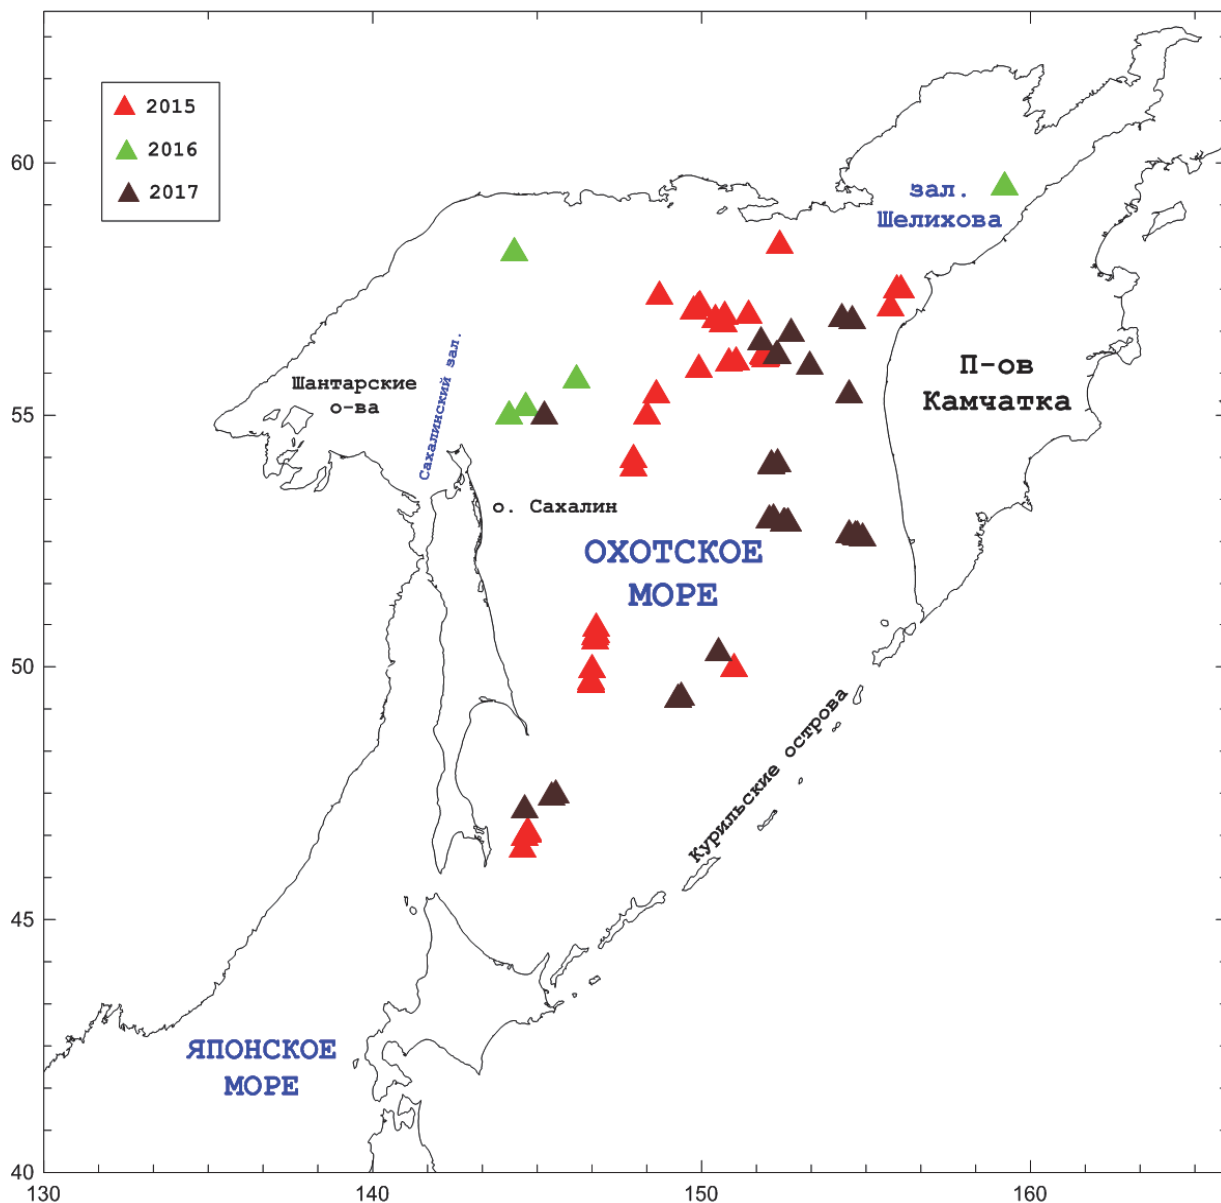 2015
2016
2017
60
зал.
Шелихова
Шантарские
о-ва
Сахалинский зал.
П-ов
Камчатка
55
о. Сахалин
ОХОТСКОЕ
МОРЕ
50
Курильские острова
45
ЯПОНСКОЕ
МОРЕ
40
130
140
150
160